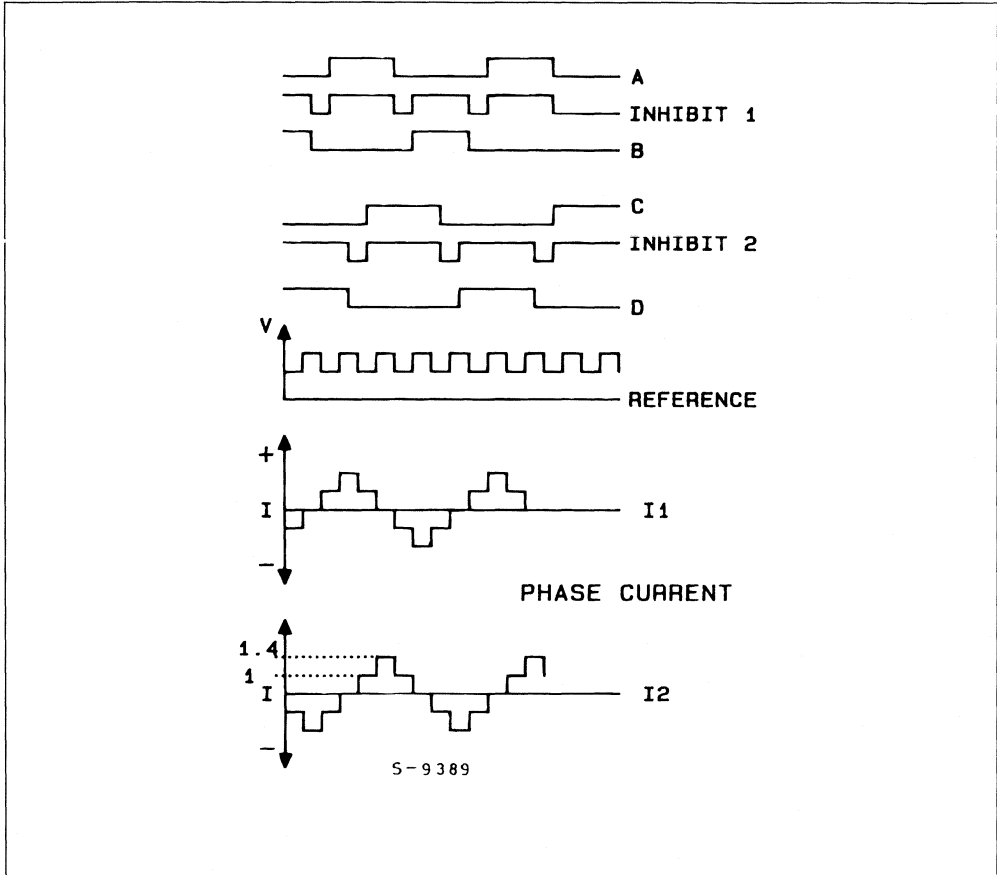 A
INHIBIT 1
B
C
INHIBIT 2
D
V
REFERENCE
+
I
I1
-
PHASE CURRENT
1.4
1
I
I2
-
S-9389